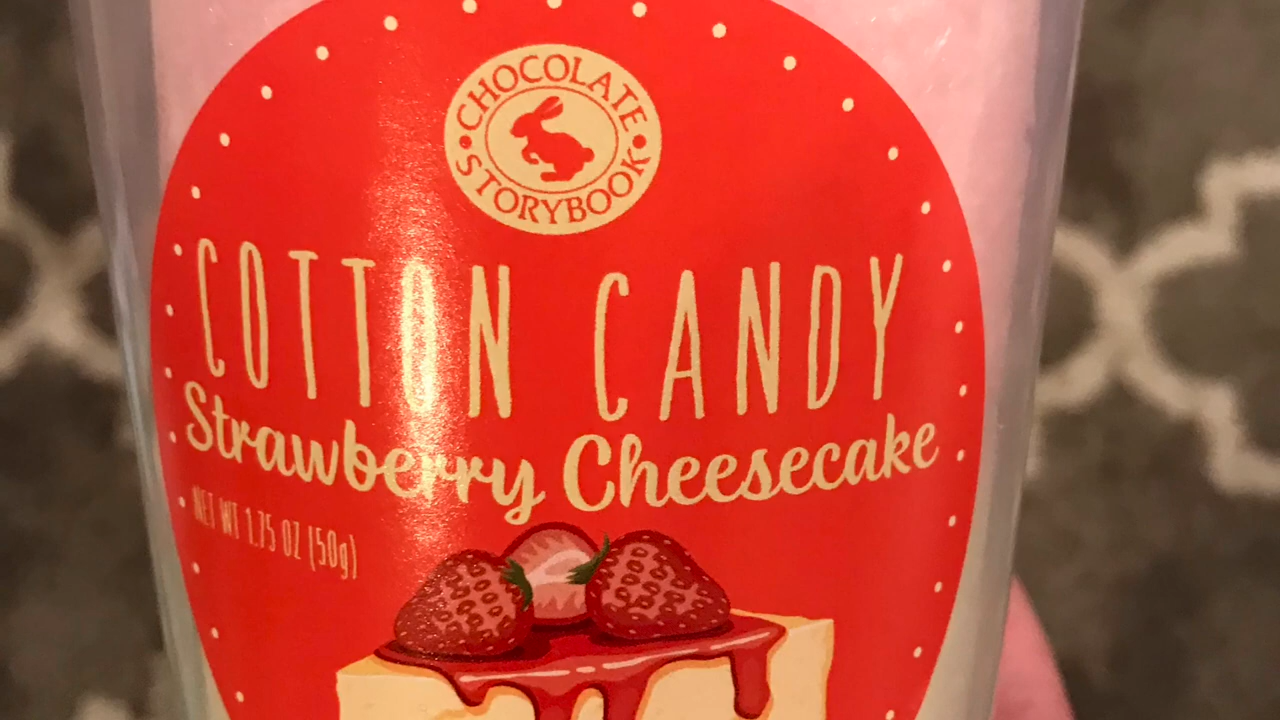 CHOCOLATE
STORYBOOK
COTTON CANDY
Strawberry Cheesecake
NET WT 1.75 OZ (50g)